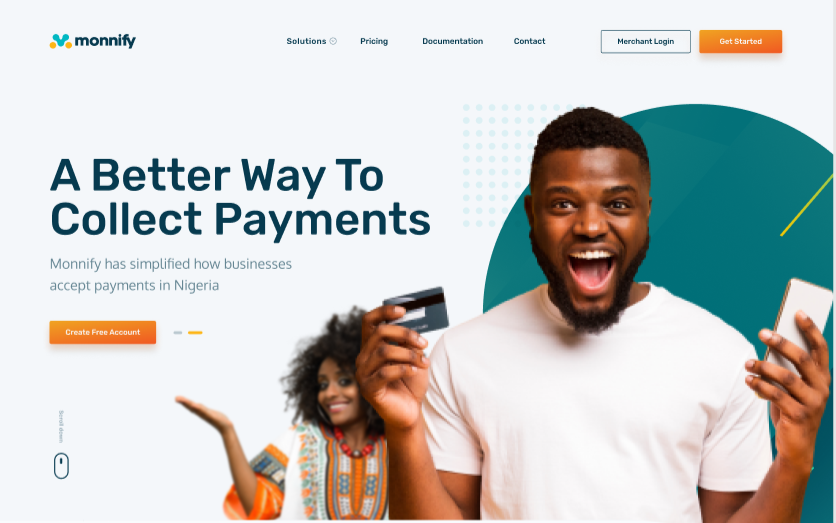 monnify
Solutions
Pricing
Documentation
Contact
Merchant Login
Get Started
A Better Way To
Collect Payments
Monnify has simplified how businesses
accept payments in Nigeria
Create Free Account
Scroll down